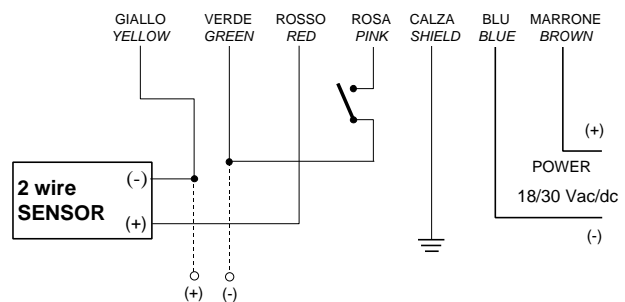 GIALLO VERDE ROSSO ROSA CALZA BLU MARRONE
YELLOW GREEN RED PINK SHIELD BLUE BROWN
(+)
POWER
18/30 Vac/dc
(-)
2 wire
SENSOR
(-)
(+)
(+) (-)